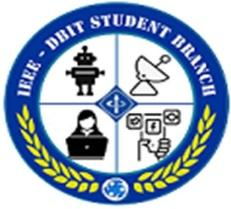 IEEE - DBIT STUDENT BRANCH